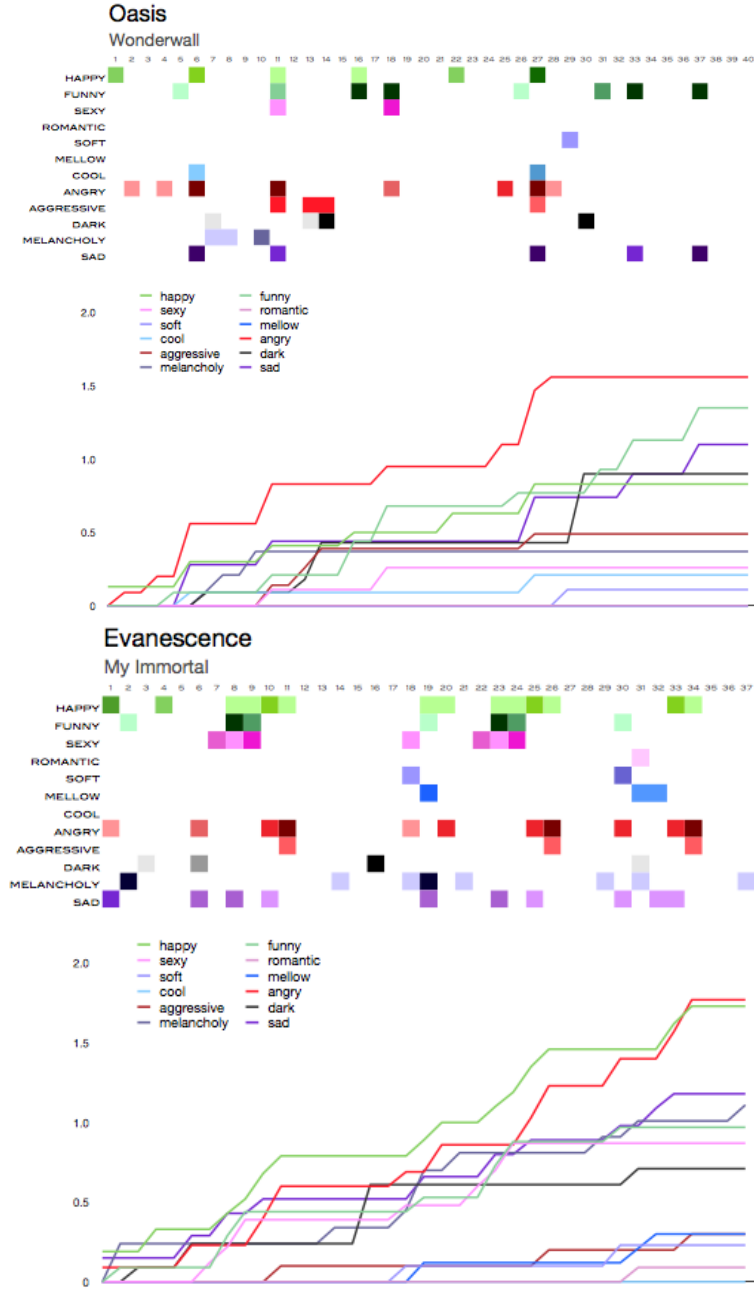 Oasis
Wonderwall
1 2 3 4 5 6 7 8 9 10 11 12 13 14 15 16 17 18 19 20 21 22 23 24 25 26 27 28 29 30 31 32 33 34 35 36 37 38 39 40
HAPPY
FUNNY
SEXY
ROMANTIC
SOFT
MELLOW
COOL
ANGRY
AGGRESSIVE
DARK
MELANCHOLY
SAD
happy funny
2.0 sexy romantic
soft mellow
cool angry
aggressive dark
melancholy sad
1.5
1.0
0.5
0
Evanescence
My Immortal
1 2 3 4 5 6 7 8 9 10 11 12 13 14 15 16 17 18 19 20 21 22 23 24 25 26 27 28 29 30 31 32 33 34 35 36 37
HAPPY
FUNNY
SEXY
ROMANTIC
SOFT
MELLOW
COOL
ANGRY
AGGRESSIVE
DARK
MELANCHOLY
SAD
happy funny
2.0 sexy romantic
soft mellow
cool angry
aggressive dark
melancholy sad
1.5
1.0
0.5
0